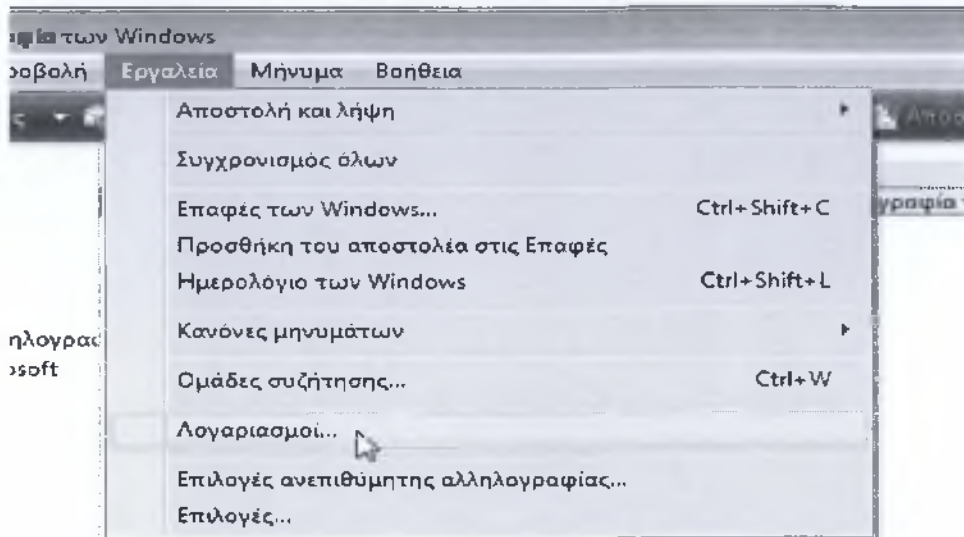 των Windows
Εργαλεία Μήνυμα Βοήθεια
Αποστολή και λήψη
Συγχρονισμός όλων
Επαφές των Windows... Ctrl+Shift+C
Προσθήκη του αποστολέα στις Επαφές
Ημερολόγιο των Windows Ctrl+Shift+L
Κανόνες μηνυμάτων
Ομάδες συζήτησης... Ctrl+W
Λογαριασμοί...
Επιλογές ανεπιθύμητης αλληλογραφίας...
Επιλογές...